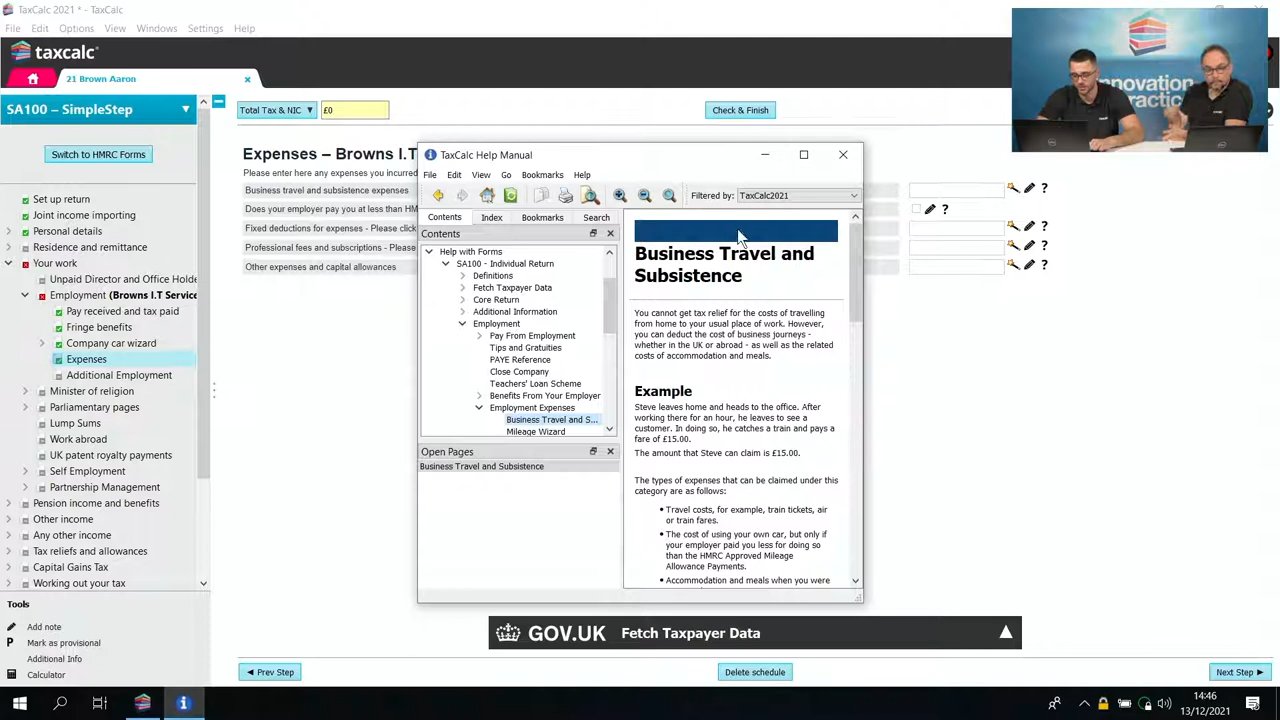 TaxCalc 2021 * - TaxCalc
File Edit Options View Windows Settings Help
taxcalc
21 Brown Aaron
SA100 – SimpleStep
Switch to HMRC Forms
Set up return
Joint income importing
Personal details
Residence and remittance
Your work
Unpaid Director and Office Holde
Employment (Browns I.T Service
Pay received and tax paid
Fringe benefits
Company car wizard
Expenses
Additional Employment
Minister of religion
Parliamentary pages
Lump Sums
Work abroad
UK patent royalty payments
Self Employment
Partnership Management
Pension income and benefits
Other income
Any other income
Tax reliefs and allowances
Capital Gains Tax
Working out your tax
Tools
Add note
P Mark as provisional
Additional Info
Calculator
Total Tax & NIC ▼ £0
Check & Finish
Expenses – Browns I.T
Please enter here any expenses you incurred
Business travel and subsistence expenses
Does your employer pay you at least than HM
Fixed deductions for expenses - Please click
Professional fees and subscriptions - Please
Other expenses and capital allowances
?
?
?
?
?
TaxCalc Help Manual
File Edit View Go Bookmarks Help
Filtered by: TaxCalc2021
Contents Index Bookmarks Search
Contents
Help with Forms
SA100 - Individual Return
Definitions
Fetch Taxpayer Data
Core Return
Additional Information
Employment
Pay From Employment
Tips and Gratuities
PAYE Reference
Close Company
Teachers' Loan Scheme
Benefits From Your Employer
Employment Expenses
Business Travel and S...
Mileage Wizard
Open Pages
Business Travel and Subsistence
Business Travel and
Subsistence
You cannot get tax relief for the costs of travelling
from home to your usual place of work. However,
you can deduct the cost of business journeys -
whether in the UK or abroad - as well as the related
costs of accommodation and meals.
Example
Steve leaves home and heads to the office. After
working there for an hour, he leaves to see a
customer. In doing so, he catches a train and pays a
fare of £15.00.
The amount that Steve can claim is £15.00.
The types of expenses that can be claimed under this
category are as follows:
• Travel costs, for example, train tickets, air
or train fares.
• The cost of using your own car, but only if
your employer paid you less for doing so
than the HMRC Approved Mileage
Allowance Payments.
• Accommodation and meals when you were
GOV.UK Fetch Taxpayer Data
◄ Prev Step
Delete schedule
Next Step ►
14:46
13/12/2021